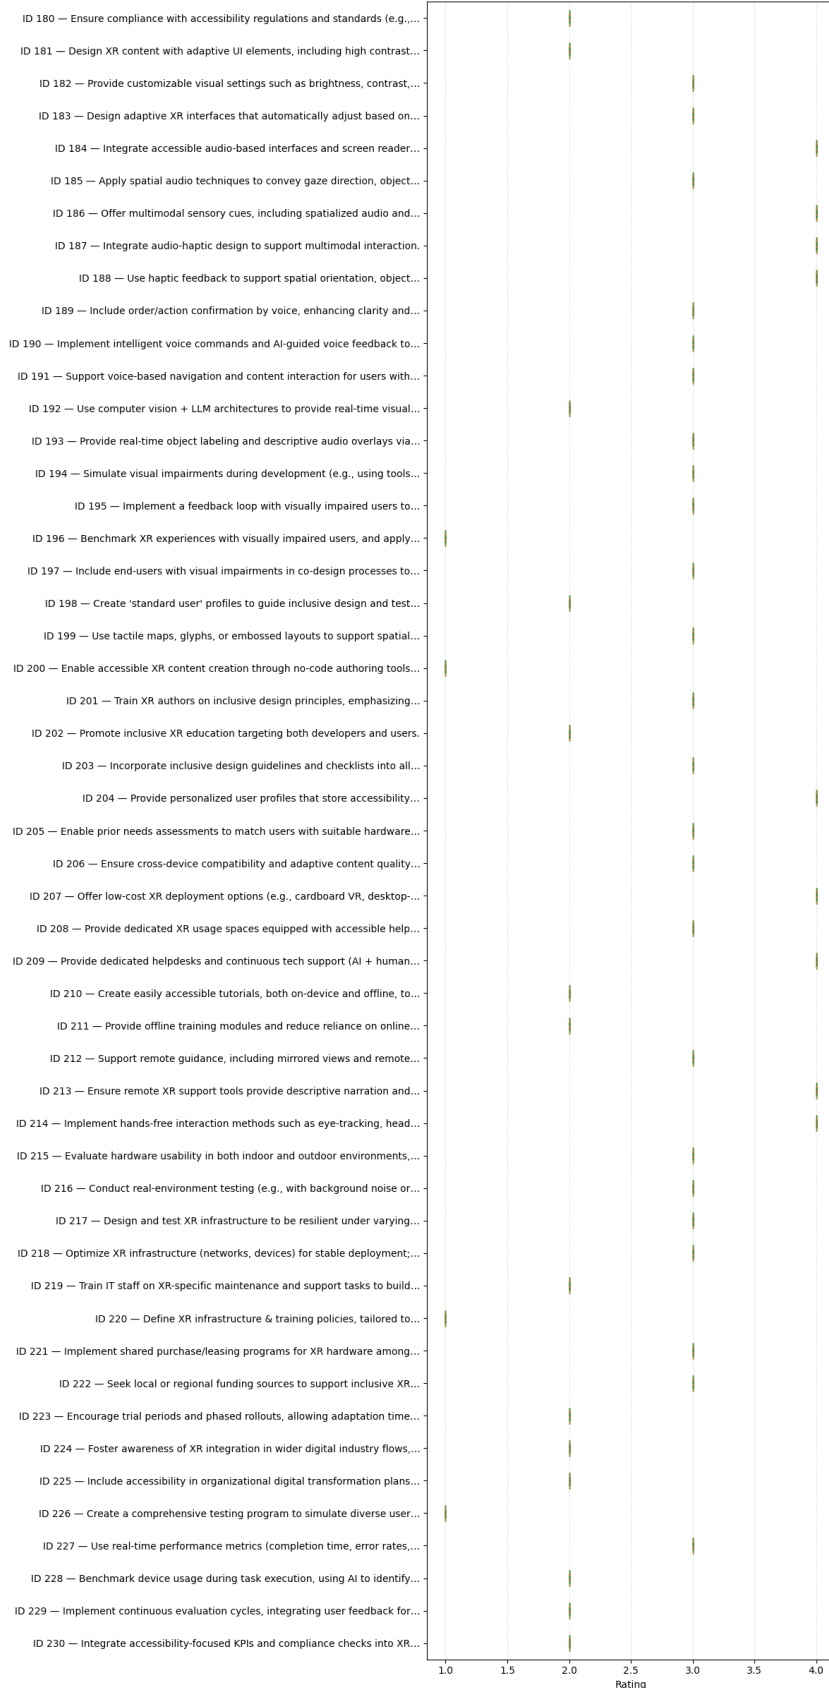 ID 180 — Ensure compliance with accessibility regulations and standards (e.g.,...
ID 181 — Design XR content with adaptive UI elements, including high contrast...
ID 182 — Provide customizable visual settings such as brightness, contrast,...
ID 183 — Design adaptive XR interfaces that automatically adjust based on...
ID 184 — Integrate accessible audio-based interfaces and screen reader...
ID 185 — Apply spatial audio techniques to convey gaze direction, object...
ID 186 — Offer multimodal sensory cues, including spatialized audio and...
ID 187 — Integrate audio-haptic design to support multimodal interaction.
ID 188 — Use haptic feedback to support spatial orientation, object...
ID 189 — Include order/action confirmation by voice, enhancing clarity and...
ID 190 — Implement intelligent voice commands and AI-guided voice feedback to...
ID 191 — Support voice-based navigation and content interaction for users with...
ID 192 — Use computer vision + LLM architectures to provide real-time visual...
ID 193 — Provide real-time object labeling and descriptive audio overlays via...
ID 194 — Simulate visual impairments during development (e.g., using tools...
ID 195 — Implement a feedback loop with visually impaired users to...
ID 196 — Benchmark XR experiences with visually impaired users, and apply...
ID 197 — Include end-users with visual impairments in co-design processes to...
ID 198 — Create 'standard user' profiles to guide inclusive design and test...
ID 199 — Use tactile maps, glyphs, or embossed layouts to support spatial...
ID 200 — Enable accessible XR content creation through no-code authoring tools...
ID 201 — Train XR authors on inclusive design principles, emphasizing...
ID 202 — Promote inclusive XR education targeting both developers and users.
ID 203 — Incorporate inclusive design guidelines and checklists into all...
ID 204 — Provide personalized user profiles that store accessibility...
ID 205 — Enable prior needs assessments to match users with suitable hardware...
ID 206 — Ensure cross-device compatibility and adaptive content quality...
ID 207 — Offer low-cost XR deployment options (e.g., cardboard VR, desktop-...
ID 208 — Provide dedicated XR usage spaces equipped with accessible help...
ID 209 — Provide dedicated helpdesks and continuous tech support (AI + human...
ID 210 — Create easily accessible tutorials, both on-device and offline, to...
ID 211 — Provide offline training modules and reduce reliance on online...
ID 212 — Support remote guidance, including mirrored views and remote...
ID 213 — Ensure remote XR support tools provide descriptive narration and...
ID 214 — Implement hands-free interaction methods such as eye-tracking, head...
ID 215 — Evaluate hardware usability in both indoor and outdoor environments,...
ID 216 — Conduct real-environment testing (e.g., with background noise or...
ID 217 — Design and test XR infrastructure to be resilient under varying...
ID 218 — Optimize XR infrastructure (networks, devices) for stable deployment;...
ID 219 — Train IT staff on XR-specific maintenance and support tasks to build...
ID 220 — Define XR infrastructure & training policies, tailored to...
ID 221 — Implement shared purchase/leasing programs for XR hardware among...
ID 222 — Seek local or regional funding sources to support inclusive XR...
ID 223 — Encourage trial periods and phased rollouts, allowing adaptation time...
ID 224 — Foster awareness of XR integration in wider digital industry flows,...
ID 225 — Include accessibility in organizational digital transformation plans...
ID 226 — Create a comprehensive testing program to simulate diverse user...
ID 227 — Use real-time performance metrics (completion time, error rates,...
ID 228 — Benchmark device usage during task execution, using AI to identify...
ID 229 — Implement continuous evaluation cycles, integrating user feedback for...
ID 230 — Integrate accessibility-focused KPIs and compliance checks into XR...
1.0 1.5 2.0 2.5 3.0 3.5 4.0
Rating